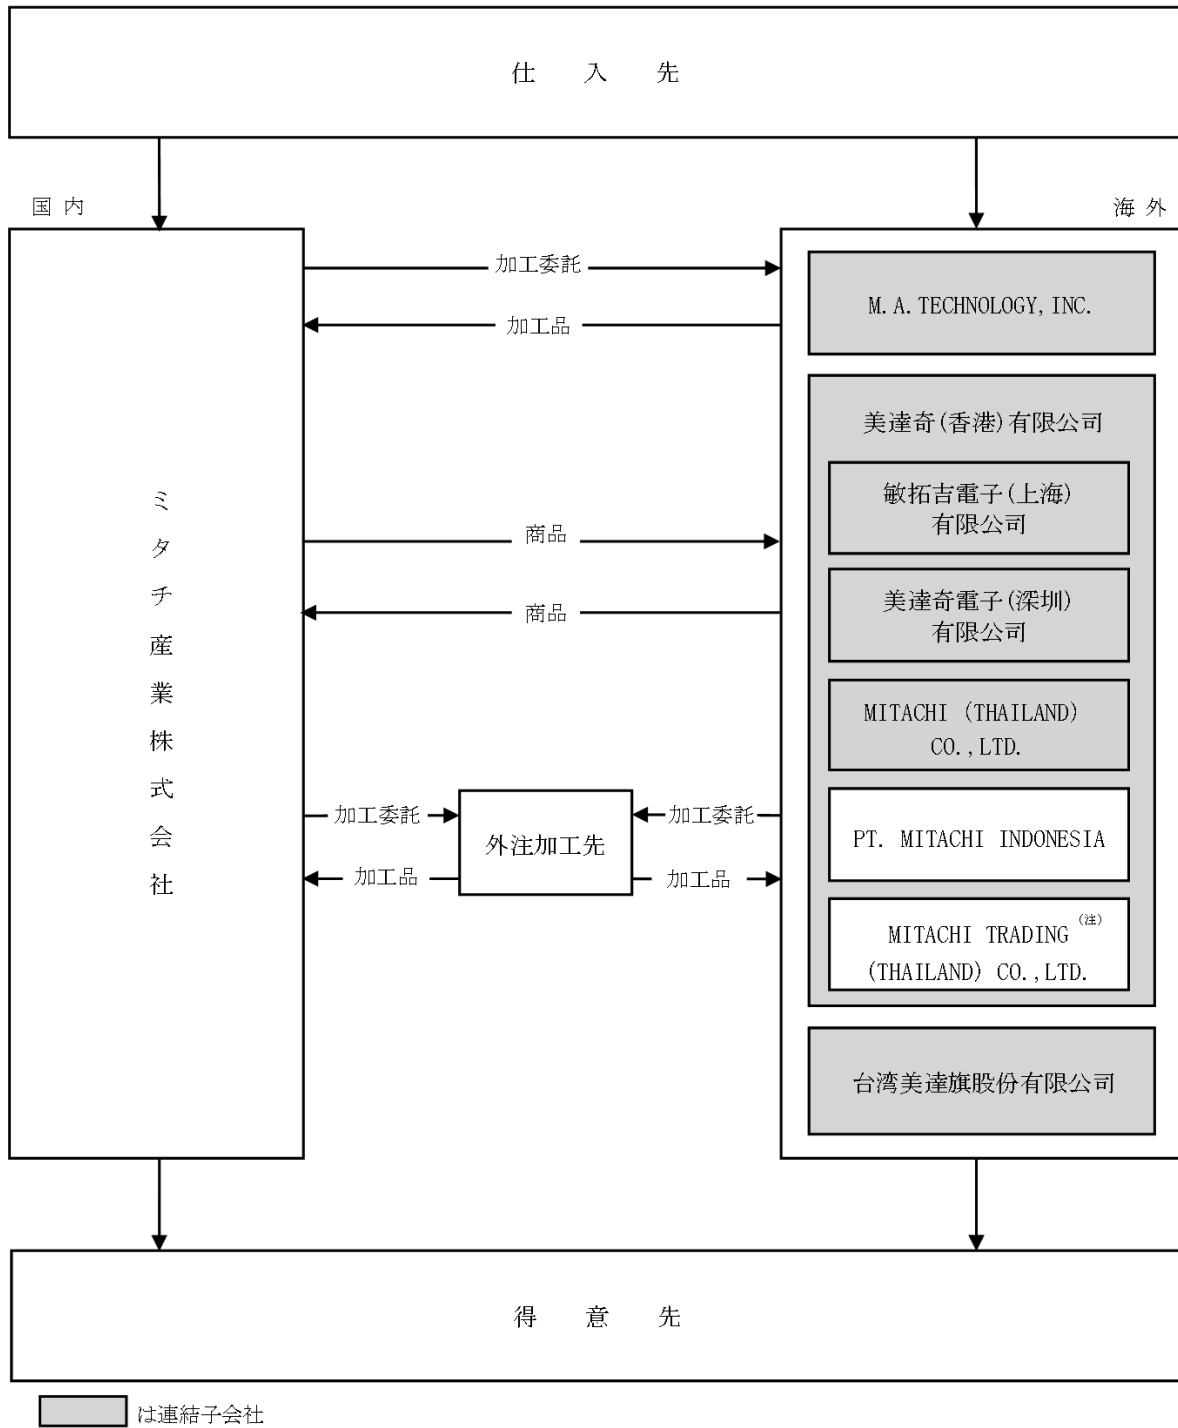 仕入先
国内
海外
加工委託
M.A.TECHNOLOGY,INC.
加工品
美達奇(香港)有限公司
ミタチ産業株式会社
敏拓吉電子(上海)
有限公司
商品
美達奇電子(深圳)
有限公司
商品
MITACHI (THAILAND)
CO.,LTD.
加工委託
外注加工先
加工委託
PT. MITACHI INDONESIA
加工品
加工品
MITACHI TRADING (注)
(THAILAND) CO.,LTD.
台湾美達旗股份有限公司
得意先
は連結子会社